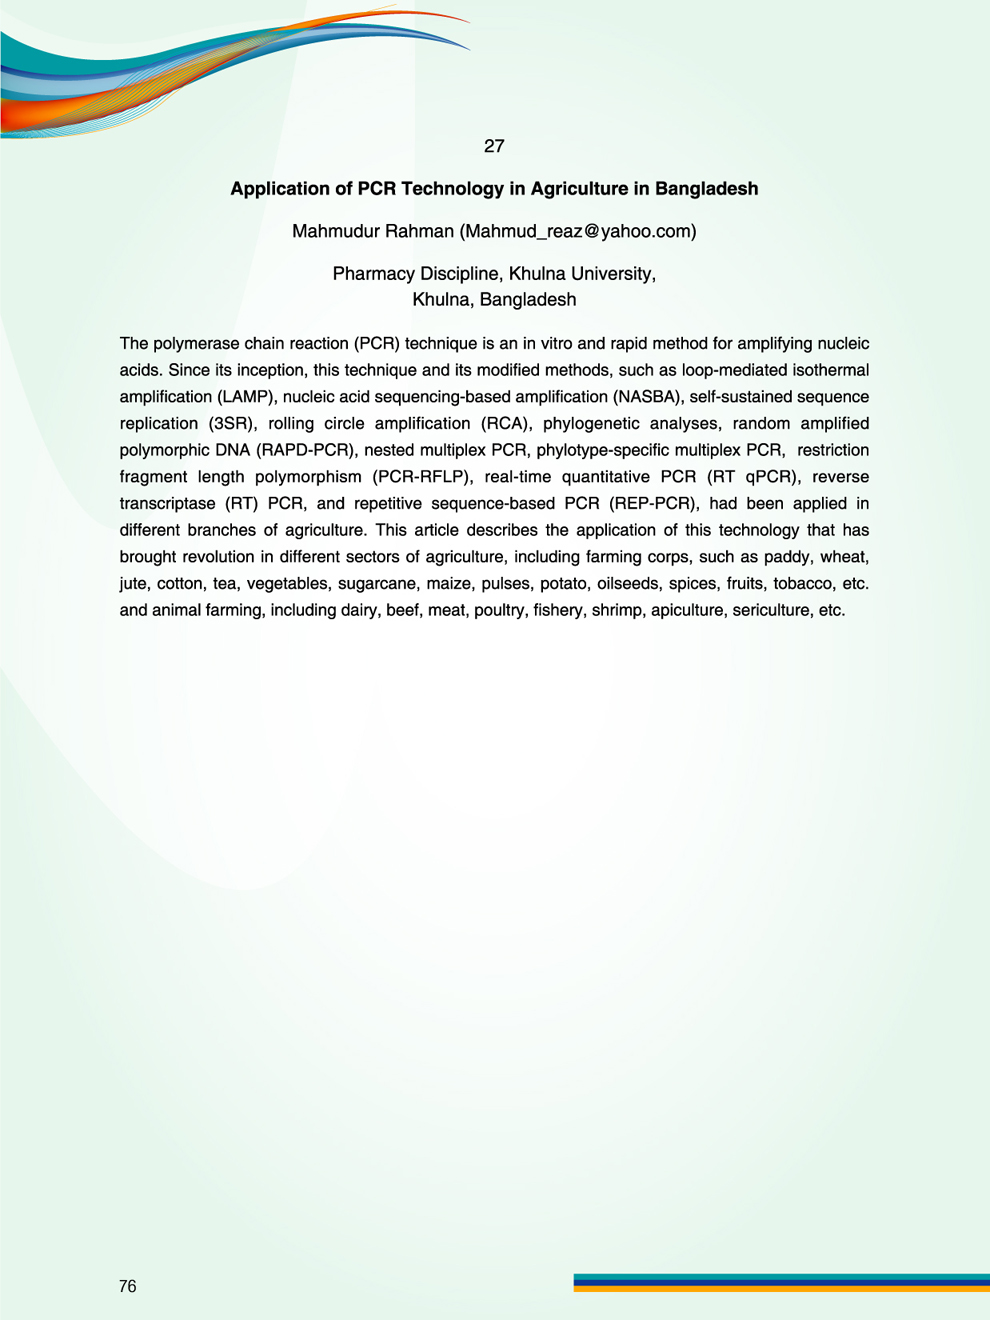 27
Application of PCR Technology in Agriculture in Bangladesh
Mahmudur Rahman (Mahmud_reaz@yahoo.com)
Pharmacy Discipline, Khulna University,
Khulna, Bangladesh
The polymerase chain reaction (PCR) technique is an in vitro and rapid method for amplifying nucleic
acids. Since its inception, this technique and its modified methods, such as loop-mediated isothermal
amplification (LAMP), nucleic acid sequencing-based amplification (NASBA), self-sustained sequence
replication (3SR), rolling circle amplification (RCA), phylogenetic analyses, random amplified
polymorphic DNA (RAPD-PCR), nested multiplex PCR, phylotype-specific multiplex PCR, restriction
fragment length polymorphism (PCR-RFLP), real-time quantitative PCR (RT qPCR), reverse
transcriptase (RT) PCR, and repetitive sequence-based PCR (REP-PCR), had been applied in
different branches of agriculture. This article describes the application of this technology that has
brought revolution in different sectors of agriculture, including farming corps, such as paddy, wheat,
jute, cotton, tea, vegetables, sugarcane, maize, pulses, potato, oilseeds, spices, fruits, tobacco, etc.
and animal farming, including dairy, beef, meat, poultry, fishery, shrimp, apiculture, sericulture, etc.
76